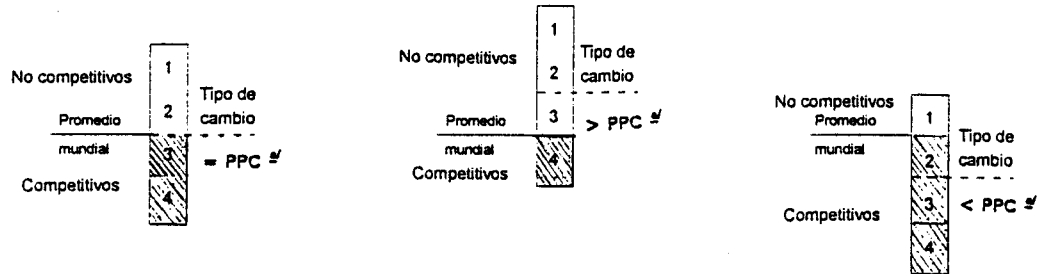 No competitivos
1
2
Tipo de
cambio
Promedio
mundial
3
= PPC a/
Competitivos
4
No competitivos
1
2
Tipo de
cambio
3
> PPC a/
Promedio
mundial
4
Competitivos
No competitivos
1
Promedio
mundial
2
Tipo de
cambio
3
< PPC a/
Competitivos
4